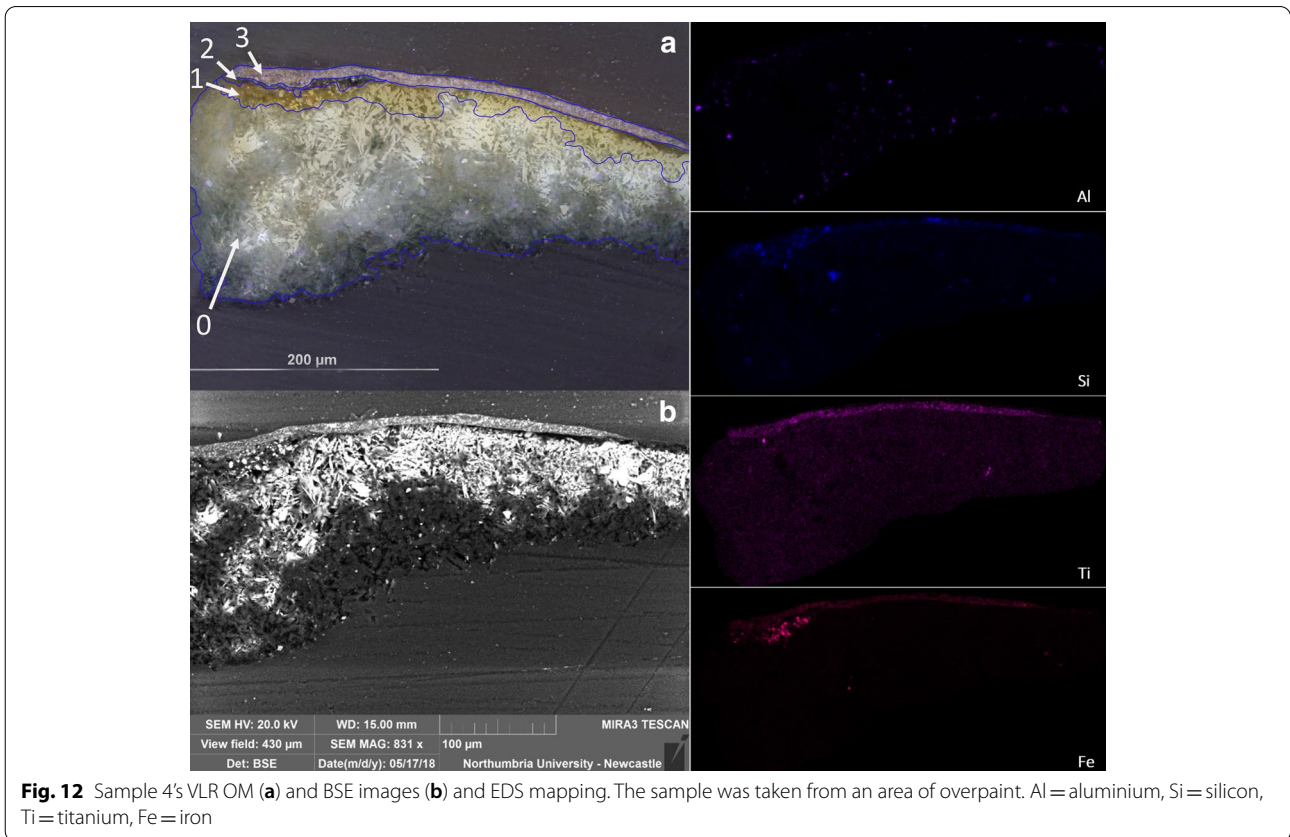 a
3
2
1
0
200 µm
b
SEM HV: 20.0 kV WD: 15.00 mm MIRA3 TESCAN
View field: 430 µm SEM MAG: 831 x 100 µm
Det: BSE Date(m/d/y): 05/17/18 Northumbria University - Newcastle
Al
Si
Ti
Fe
Fig. 12 Sample 4's VLR OM (a) and BSE images (b) and EDS mapping. The sample was taken from an area of overpaint. Al = aluminium, Si = silicon,
Ti = titanium, Fe = iron